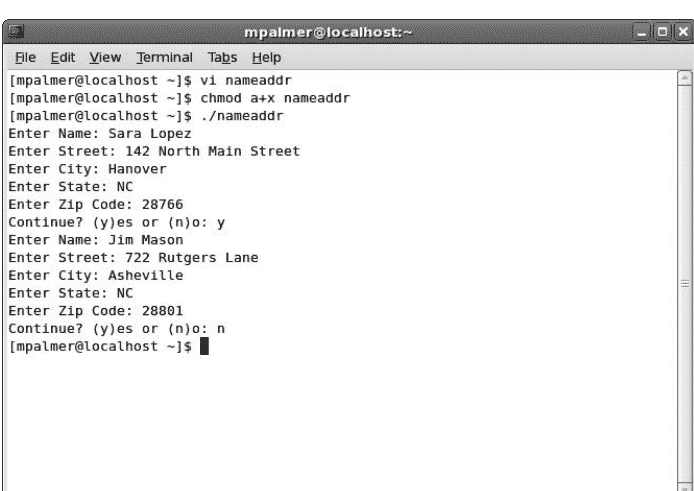 mpalmer@localhost:~
File Edit View Terminal Tabs Help
[mpalmer@localhost ~]$ vi nameaddr
[mpalmer@localhost ~]$ chmod a+x nameaddr
[mpalmer@localhost ~]$ ./nameaddr
Enter Name: Sara Lopez
Enter Street: 142 North Main Street
Enter City: Hanover
Enter State: NC
Enter Zip Code: 28766
Continue? (y)es or (n)o: y
Enter Name: Jim Mason
Enter Street: 722 Rutgers Lane
Enter City: Asheville
Enter State: NC
Enter Zip Code: 28801
Continue? (y)es or (n)o: n
[mpalmer@localhost ~]$